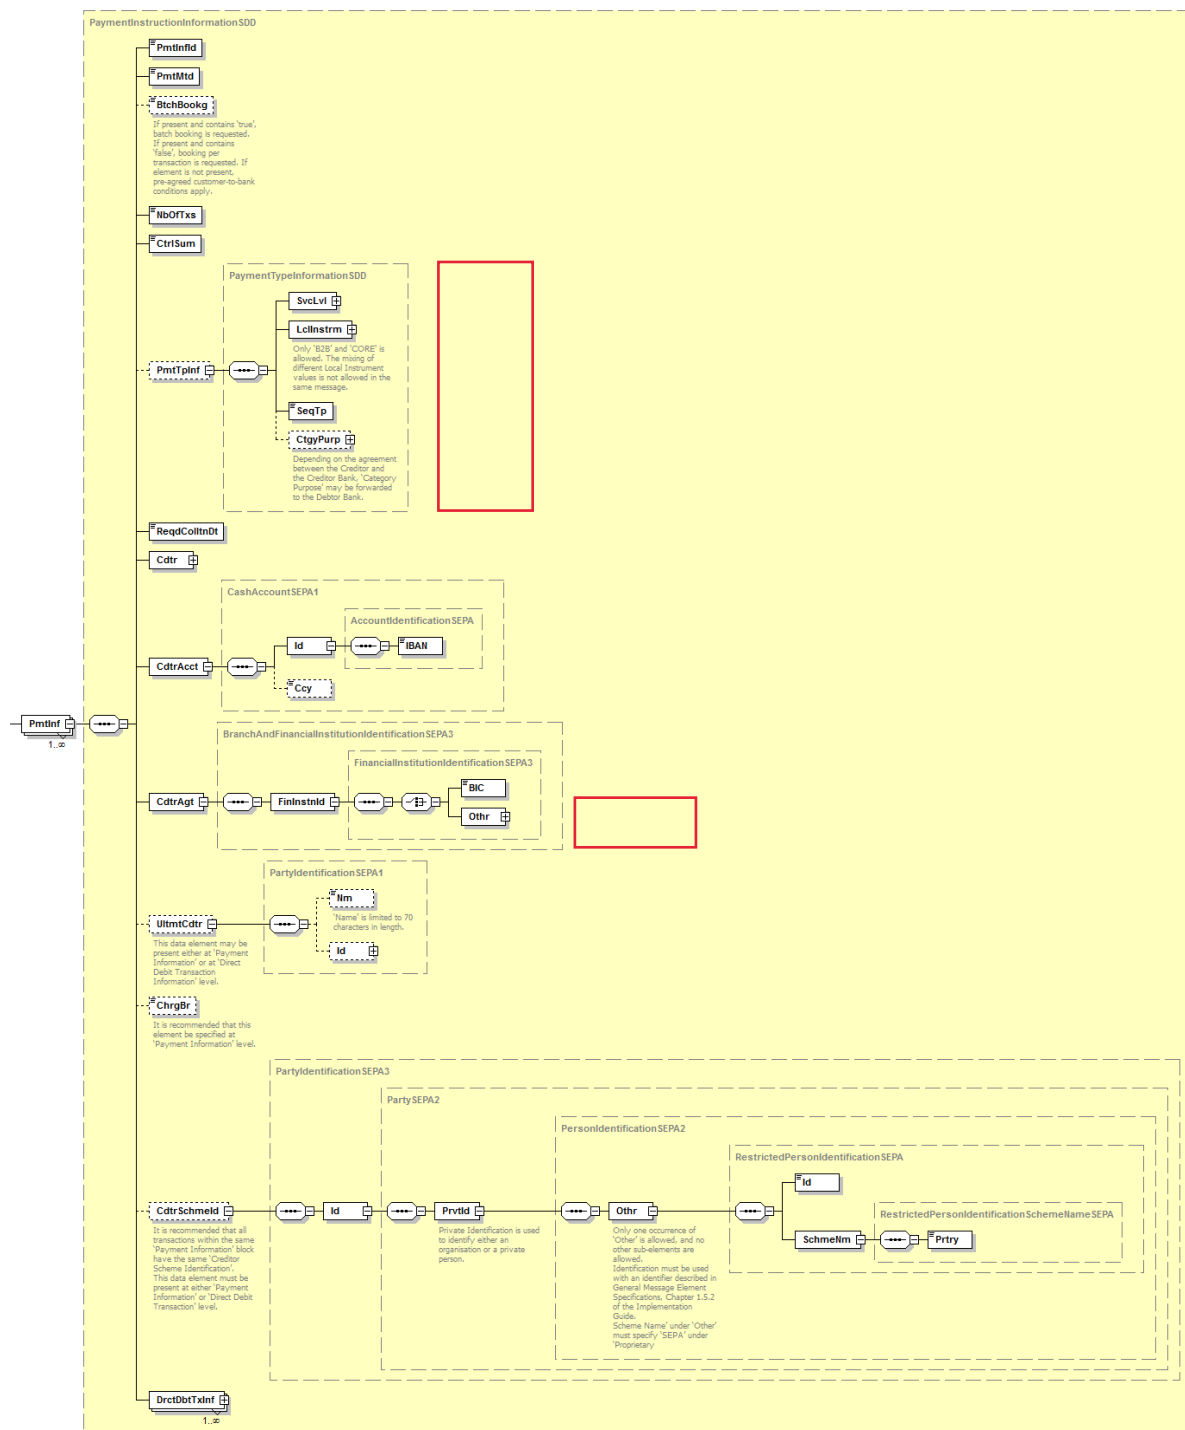 PaymentInstructionInformationSDD
PmtInfId
PmtMtd
BtchBookg
If present and contains 'true',
batch booking is requested.
If present and contains
'false', booking per
transaction is requested. If
element is not present,
pre-agreed customer-to-bank
conditions apply.
NbOfTxs
CtrlSum
PaymentTypeInformationSDD
SvcLvl
LclInstrm
Only 'B2B' and 'CORE' is
allowed. The mixing of
different Local Instrument
values is not allowed in the
same message.
PmtTpInf
SeqTp
CtgyPurp
Depending on the agreement
between the Creditor and
the Creditor Bank, 'Category
Purpose' may be forwarded
to the Debtor Bank.
ReqdColltnDt
Cdtr
CashAccountSEPA1
AccountIdentificationSEPA
Id
IBAN
CdtrAcct
Ccy
PmtInf
1..∞
BranchAndFinancialInstitutionIdentificationSEPA3
FinancialInstitutionIdentificationSEPA3
BIC
CdtrAgt
FinInstnId
Othr
PartyIdentificationSEPA1
Nm
'Name' is limited to 70
characters in length.
UltmtCdtr
Id
This data element may be
present either at 'Payment
Information' or at 'Direct
Debit Transaction
Information' level.
ChrgBr
It is recommended that this
element be specified at
'Payment Information' level.
PartyIdentificationSEPA3
PartySEPA2
PersonIdentificationSEPA2
RestrictedPersonIdentificationSEPA
Id
CdtrSchmeId
Id
PrvtId
Othr
RestrictedPersonIdentificationSchemeNameSEPA
SchmeNm
Prtry
It is recommended that all
transactions within the same
'Payment Information' block
have the same 'Creditor
Scheme Identification'.
This data element must be
present at either 'Payment
Information' or 'Direct Debit
Transaction' level.
Private Identification is used
to identify either an
organisation or a private
person.
Only one occurrence of
'Other' is allowed, and no
other sub-elements are
allowed.
Identification must be used
with an identifier described in
General Message Element
Specifications, Chapter 1.5.2
of the Implementation
Guide.
Scheme Name' under 'Other'
must specify 'SEPA' under
'Proprietary
DrctDbtTxInf
1..∞